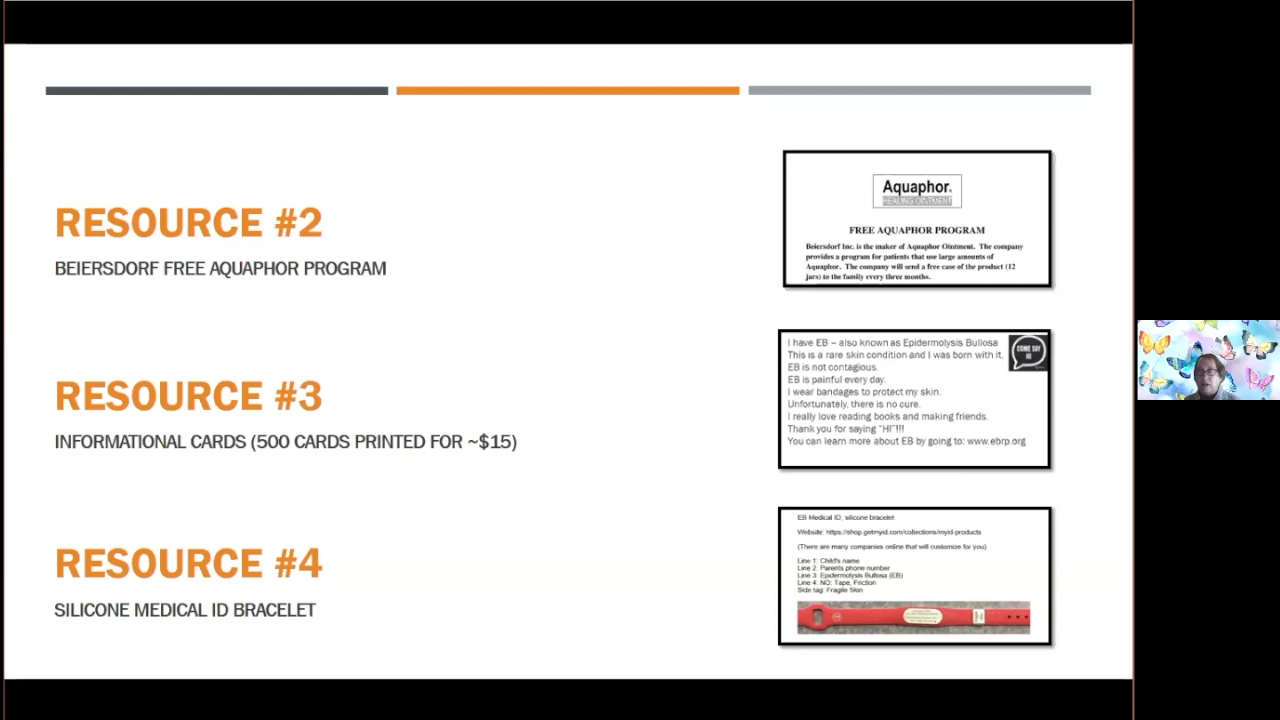 RESOURCE #2
BEIERSDORF FREE AQUAPHOR PROGRAM
Aquaphor
HEALING OINTMENT
FREE AQUAPHOR PROGRAM
Beiersdorf Inc. is the maker of Aquaphor Ointment. The company
provides a program for patients that use large amounts of
Aquaphor. The company will send a free case of the product (12
jars) to the family every three months.
RESOURCE #3
INFORMATIONAL CARDS (500 CARDS PRINTED FOR ~$15)
I have EB – also known as Epidermolysis Bullosa
This is a rare skin condition and I was born with it.
EB is not contagious.
EB is painful every day.
I wear bandages to protect my skin.
Unfortunately, there is no cure.
I really love reading books and making friends.
Thank you for saying "HI"!!!
You can learn more about EB by going to: www.ebrp.org
COME SAY
HI
RESOURCE #4
SILICONE MEDICAL ID BRACELET
EB Medical ID, silicone bracelet
Website: https://shop.getmyid.com/collections/myid-products
(There are many companies online that will customize for you)
Line 1: Child's name
Line 2: Parents phone number
Line 3: Epidermolysis Bullosa (EB)
Line 4: NO: Tape, Friction
Side tag: Fragile Skin